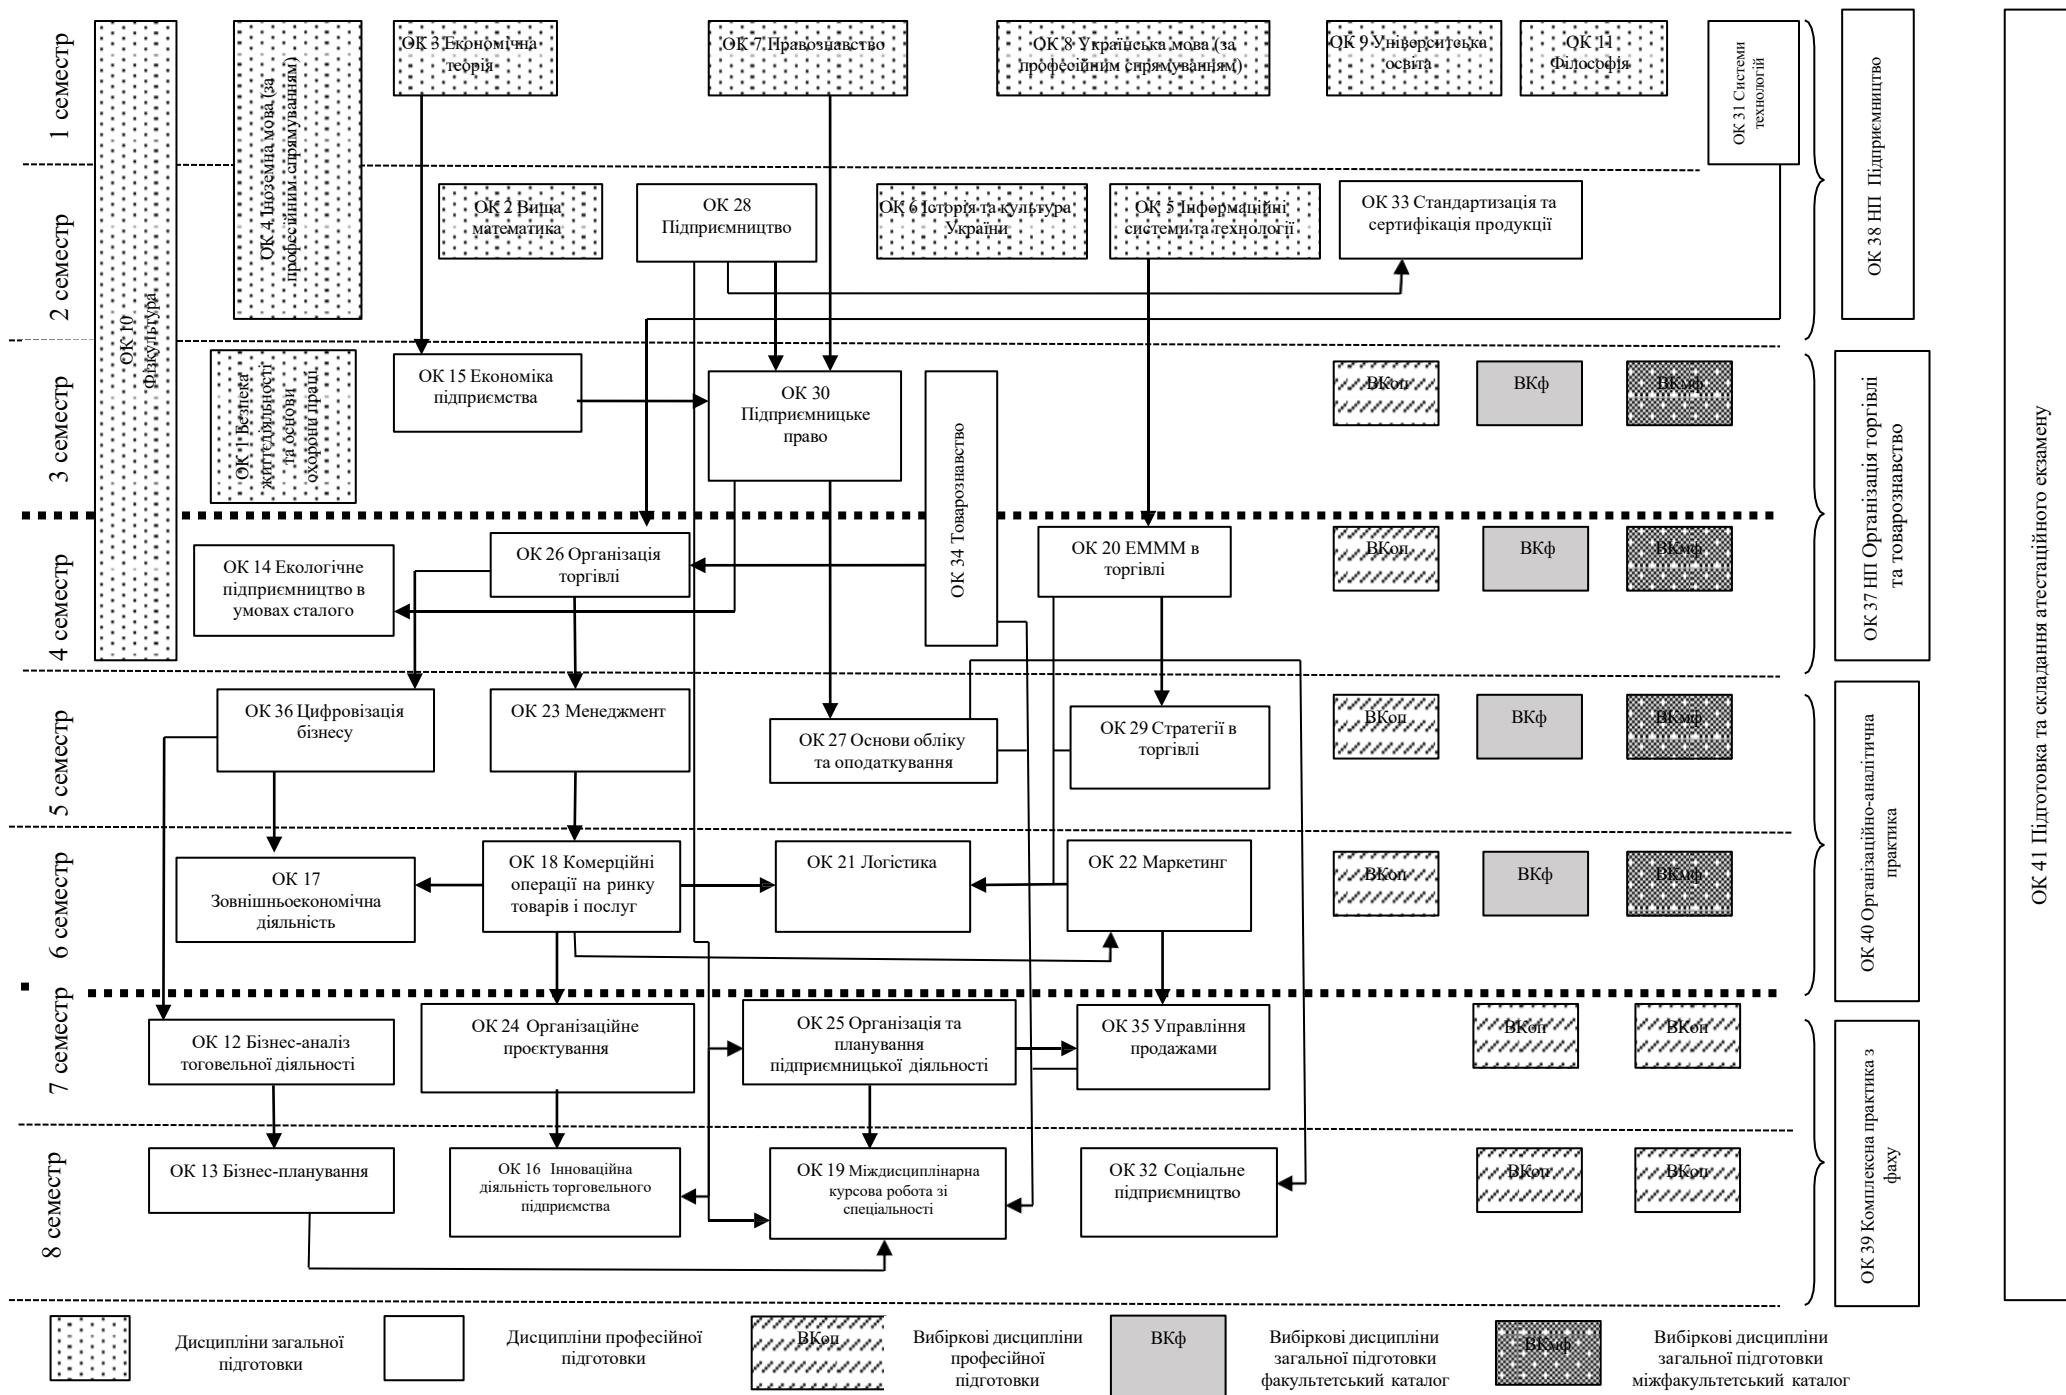 1 семестр
ОК 10
Фізкультура
ОК 4 Іноземна мова (за
професійним спрямуванням)
ОК 3 Економічна
теорія
ОК 7 Правознавство
ОК 8 Українська мова (за
професійним спрямуванням)
ОК 9 Університська
освіта
ОК 11
Філософія
ОК 31 Системи
технологій
ОК 38 НП Підприємництво
ОК 41 Підготовка та складання атестаційного екзамену
2 семестр
ОК 2 Вища
математика
ОК 28
Підприємництво
ОК 6 Історія та культура
України
ОК 5 Інформаційні
системи та технології
ОК 33 Стандартизація та
сертифікація продукції
3 семестр
ОК 1 Безпека
життєдіяльності
та основи
охорони праці
ОК 15 Економіка
підприємства
ОК 30
Підприємницьке
право
ОК 34 Товарознавство
ВКоп
ВКф
ВКмф
ОК 37 НП Організація торгівлі
та товарознавство
4 семестр
ОК 14 Екологічне
підприємництво в
умовах сталого
ОК 26 Організація
торгівлі
ОК 20 ЕМММ в
торгівлі
ВКоп
ВКф
ВКмф
5 семестр
ОК 36 Цифровізація
бізнесу
ОК 23 Менеджмент
ОК 27 Основи обліку
та оподаткування
ОК 29 Стратегії в
торгівлі
ВКоп
ВКф
ВКмф
ОК 40 Організаційно-аналітична
практика
6 семестр
ОК 17
Зовнішньоекономічна
діяльність
ОК 18 Комерційні
операції на ринку
товарів і послуг
ОК 21 Логістика
ОК 22 Маркетинг
ВКоп
ВКф
ВКмф
7 семестр
ОК 12 Бізнес-аналіз
тоговельної діяльності
ОК 24 Організаційне
проєктування
ОК 25 Організація та
планування
підприємницької діяльності
ОК 35 Управління
продажами
ВКоп
ВКоп
ОК 39 Комплексна практика з
фаху
8 семестр
ОК 13 Бізнес-планування
ОК 16 Інноваційна
діяльність торговельного
підприємства
ОК 19 Міждисциплінарна
курсова робота зі
спеціальності
ОК 32 Соціальне
підприємництво
ВКоп
ВКоп
Дисципліни загальної
підготовки
Дисципліни професійної
підготовки
ВКоп
Вибіркові дисципліни
професійної
підготовки
ВКф
Вибіркові дисципліни
загальної підготовки
факультетський каталог
ВКмф
Вибіркові дисципліни
загальної підготовки
міжфакультетський каталог